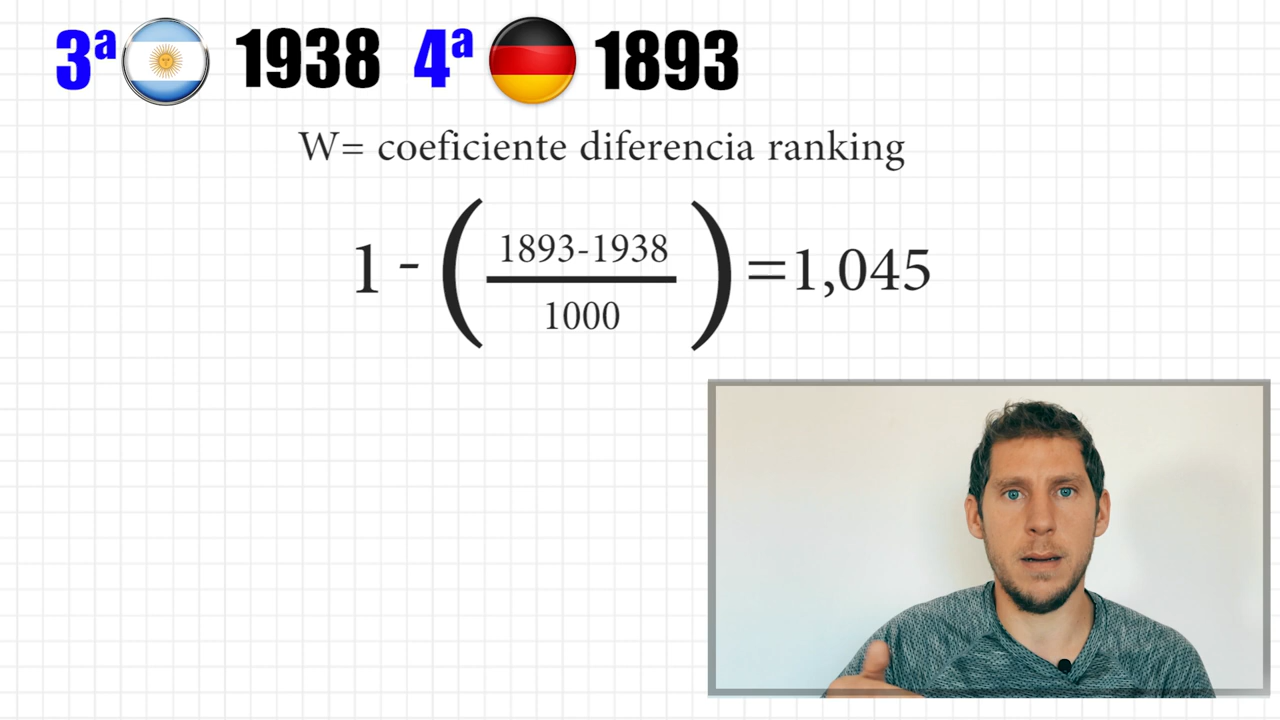 3ª 1938 4ª 1893
W= coeficiente diferencia ranking
1 - ( 1893-1938 / 1000 ) =1,045